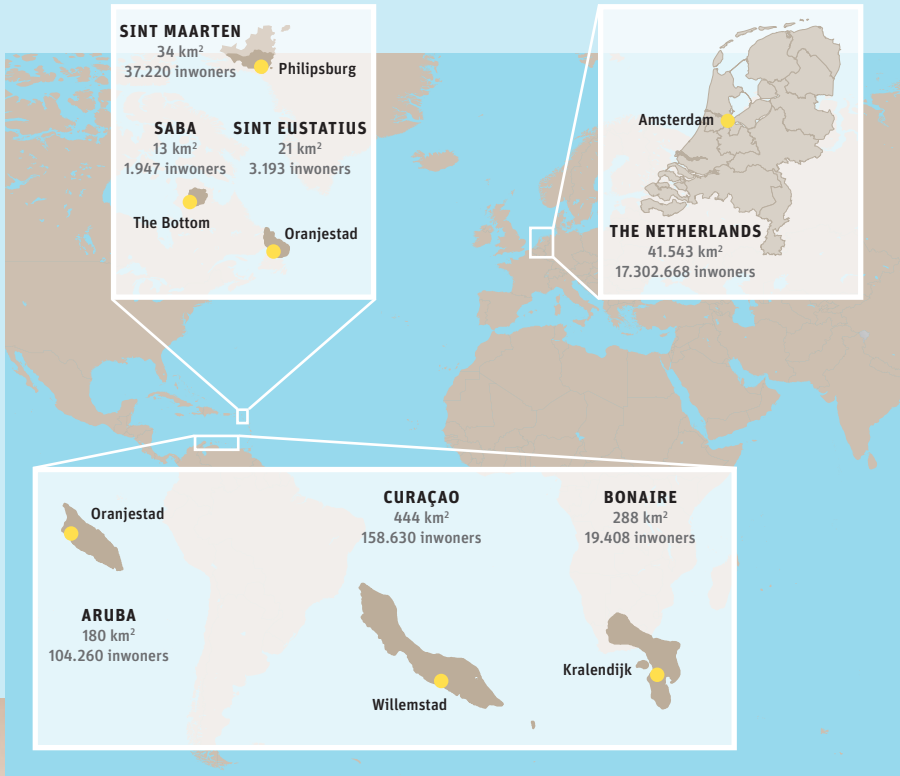 SINT MAARTEN
34 km²
37.220 inwoners
Philipsburg
SABA
13 km²
1.947 inwoners
The Bottom
SINT EUSTATIUS
21 km²
3.193 inwoners
Oranjestad
Amsterdam
THE NETHERLANDS
41.543 km²
17.302.668 inwoners
Oranjestad
ARUBA
180 km²
104.260 inwoners
CURAÇAO
444 km²
158.630 inwoners
Willemstad
BONAIRE
288 km²
19.408 inwoners
Kralendijk